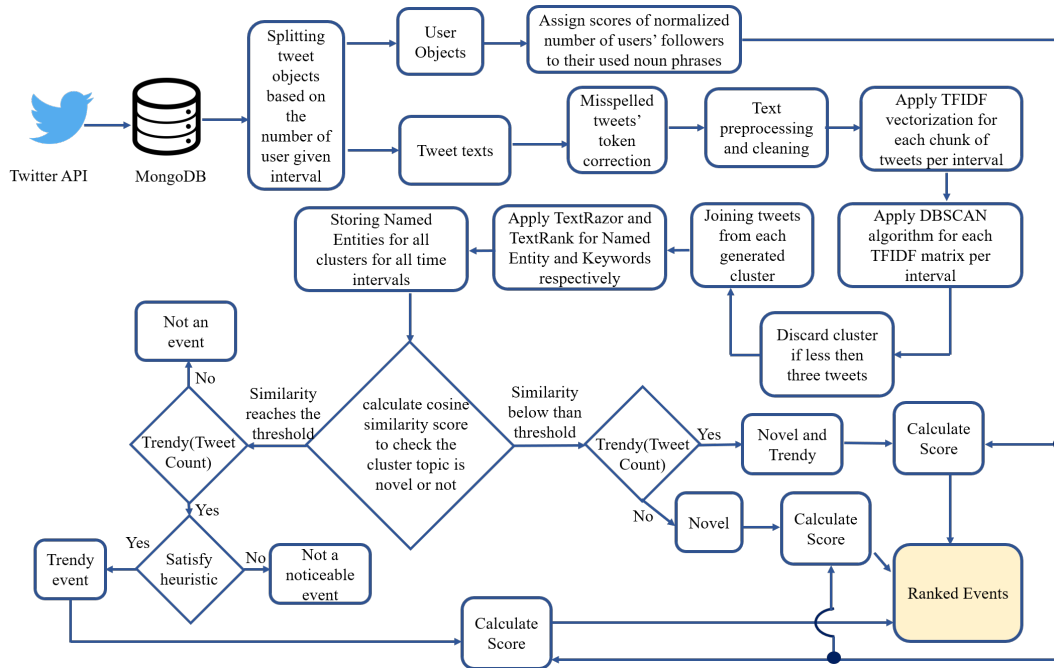 Twitter API
MongoDB
Splitting
tweet
objects
based on
the
number of
user given
interval
User
Objects
Assign scores of normalized
number of users' followers
to their used noun phrases
Tweet texts
Misspelled
tweets'
token
correction
Text
preprocessing
and cleaning
Apply TFIDF
vectorization for
each chunk of
tweets per interval
Apply DBSCAN
algorithm for each
TFIDF matrix per
interval
Discard cluster
if less then
three tweets
Joining tweets
from each
generated
cluster
Apply TextRazor and
TextRank for Named
Entity and Keywords
respectively
Storing Named
Entities for all
clusters for all time
intervals
calculate cosine
similarity score
to check the
cluster topic is
novel or not
Similarity
reaches the
threshold
Trendy(Tweet
Count)
No
Not an
event
Yes
Satisfy
heuristic
Yes
Trendy
event
No
Not a
noticeable
event
Similarity
below than
threshold
Trendy(Tweet
Count)
Yes
Novel and
Trendy
Calculate
Score
No
Novel
Calculate
Score
Ranked Events
Calculate
Score